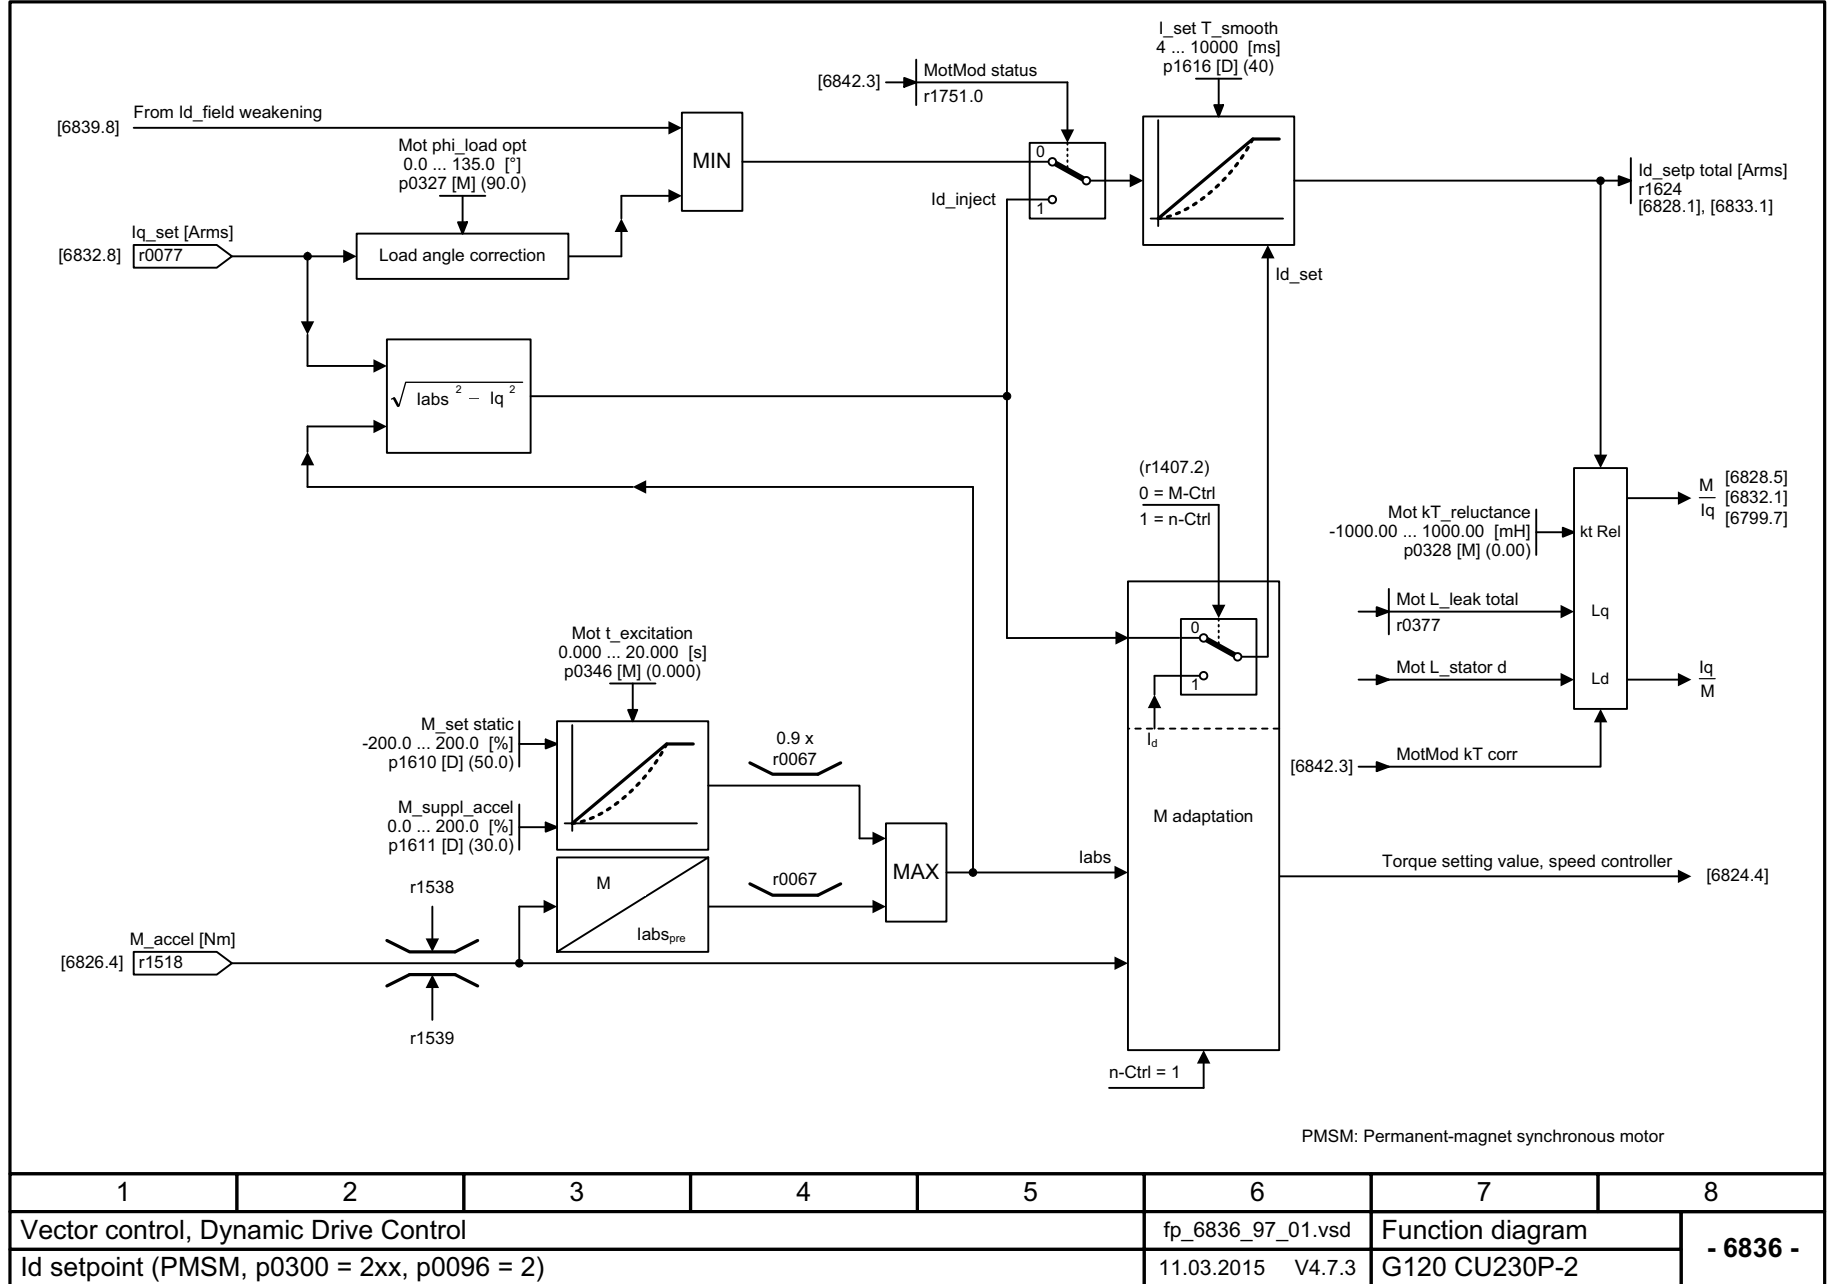 I_set T_smooth
4 ... 10000 [ms]
p1616 [D] (40)
[6842.3]
MotMod status
r1751.0
[6839.8]
From Id_field weakening
Mot phi_load opt
0.0 ... 135.0 [°]
p0327 [M] (90.0)
MIN
0
1
Id_inject
Id_setp total [Arms]
r1624
[6828.1], [6833.1]
Iq_set [Arms]
[6832.8]
r0077
Load angle correction
Id_set
√ Iabs ² – Iq ²
(r1407.2)
0 = M-Ctrl
1 = n-Ctrl
M
Iq
[6828.5]
[6832.1]
[6799.7]
Mot kT_reluctance
-1000.00 ... 1000.00 [mH]
p0328 [M] (0.00)
kt Rel
Mot L_leak total
r0377
Lq
Mot L_stator d
Ld
Iq
M
[6842.3]
MotMod kT corr
0
1
Id
Mot t_excitation
0.000 ... 20.000 [s]
p0346 [M] (0.000)
M_set static
-200.0 ... 200.0 [%]
p1610 [D] (50.0)
0.9 x
r0067
M_suppl_accel
0.0 ... 200.0 [%]
p1611 [D] (30.0)
M adaptation
MAX
Iabs
Torque setting value, speed controller
[6824.4]
r1538
M
Iabspre
r0067
M_accel [Nm]
[6826.4]
r1518
r1539
n-Ctrl = 1
PMSM: Permanent-magnet synchronous motor
1 2 3 4 5 6 7 8
Vector control, Dynamic Drive Control
fp_6836_97_01.vsd
Function diagram
- 6836 -
Id setpoint (PMSM, p0300 = 2xx, p0096 = 2)
11.03.2015 V4.7.3
G120 CU230P-2